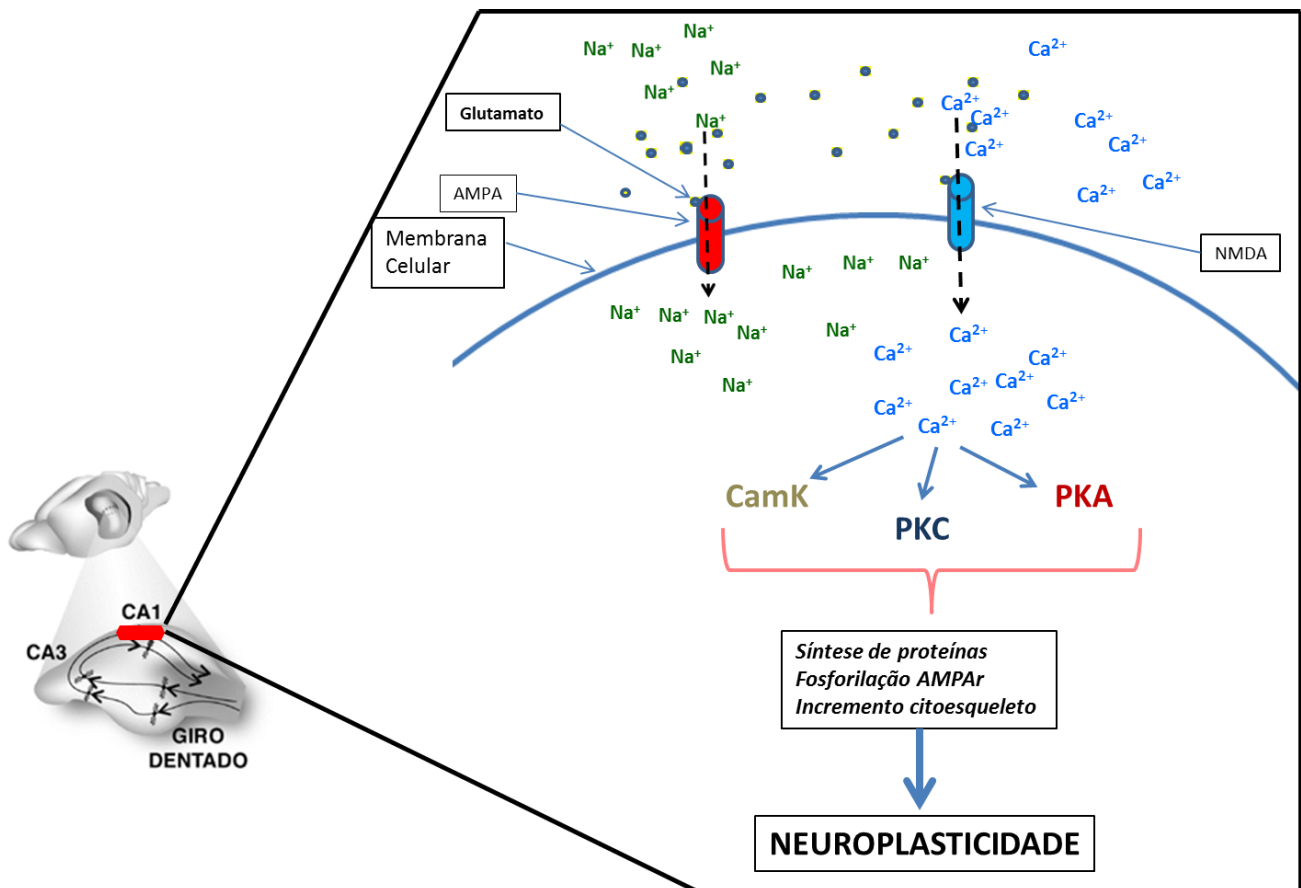 Na⁺
Na⁺
Na⁺
Na⁺
Na⁺
Na⁺
Ca²⁺
Ca²⁺
Ca²⁺
Ca²⁺
Ca²⁺
Ca²⁺
Ca²⁺
Ca²⁺
Glutamato
AMPA
Membrana
Celular
NMDA
Na⁺
Na⁺
Na⁺
Na⁺
Na⁺
Na⁺
Na⁺
Na⁺
Na⁺
Na⁺
Ca²⁺
Ca²⁺
Ca²⁺
Ca²⁺
Ca²⁺
Ca²⁺
Ca²⁺
Ca²⁺
Ca²⁺
CamK
PKC
PKA
CA1
CA3
GIRO
DENTADO
Síntese de proteínas
Fosforilação AMPAr
Incremento citoesqueleto
NEUROPLASTICIDADE